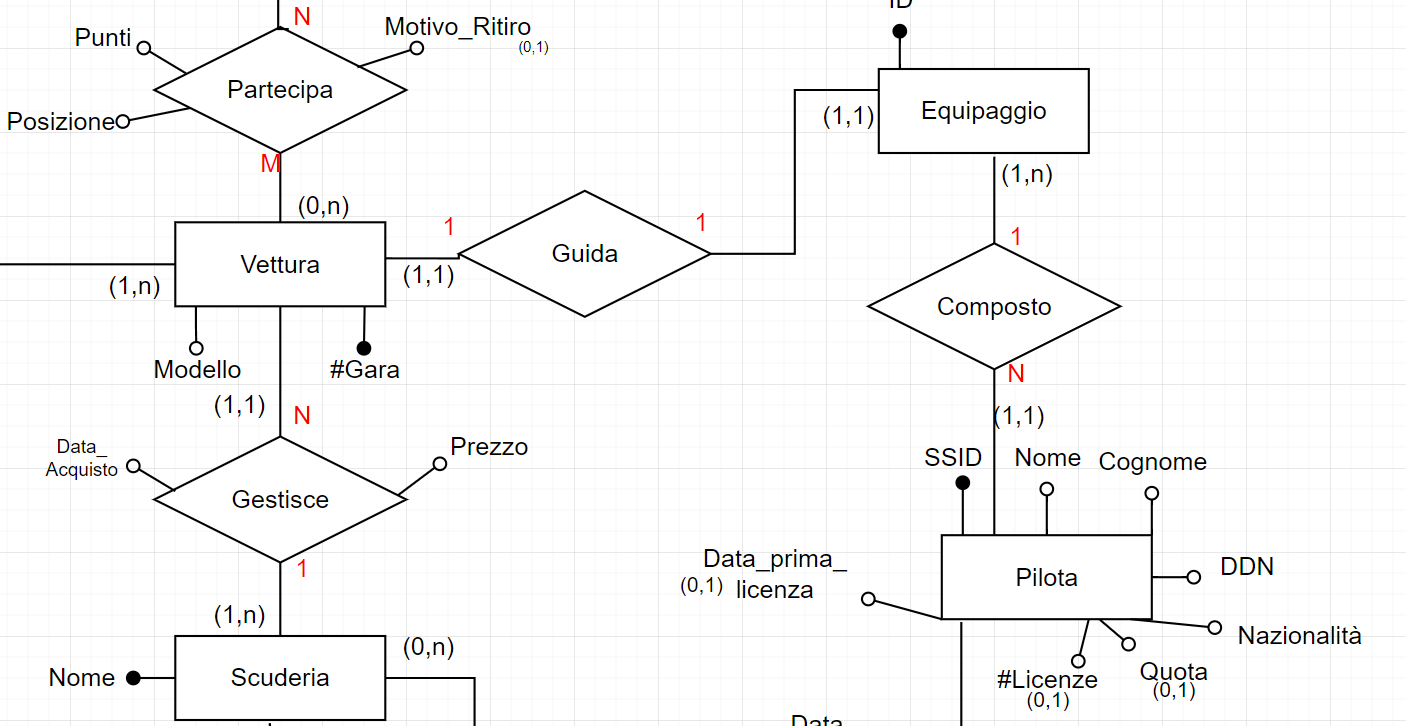 ID
N
Punti
Motivo_Ritiro
(0,1)
Partecipa
Posizione
M
(0,n)
(1,1)
Equipaggio
(1,n)
Vettura
(1,n)
(1,1)
1
Guida
1
1
Composto
N
(1,1)
Modello
#Gara
(1,1)
N
Data_
Acquisto
Prezzo
Gestisce
1
(1,n)
SSID
Nome
Cognome
Data_prima_
(0,1) licenza
Pilota
DDN
Nazionalità
Quota
(0,1)
#Licenze
(0,1)
Nome
Scuderia
(0,n)
Data